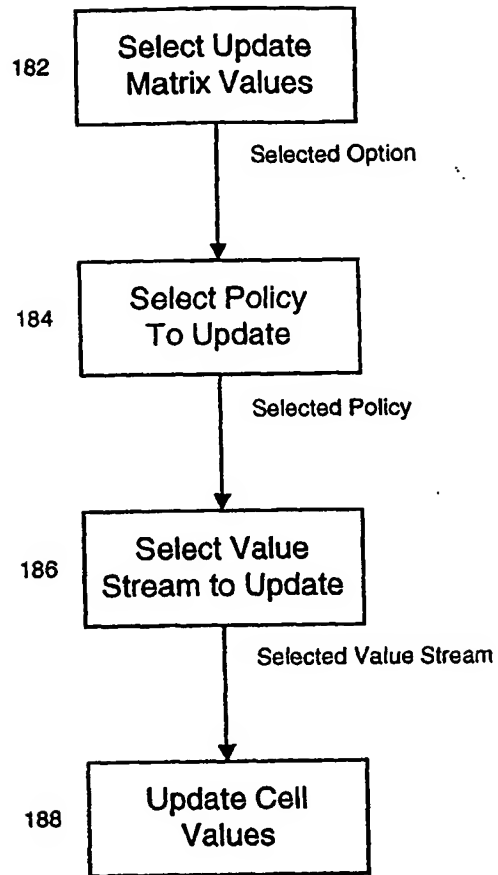 182
Select Update
Matrix Values
Selected Option
184
Select Policy
To Update
Selected Policy
186
Select Value
Stream to Update
Selected Value Stream
188
Update Cell
Values